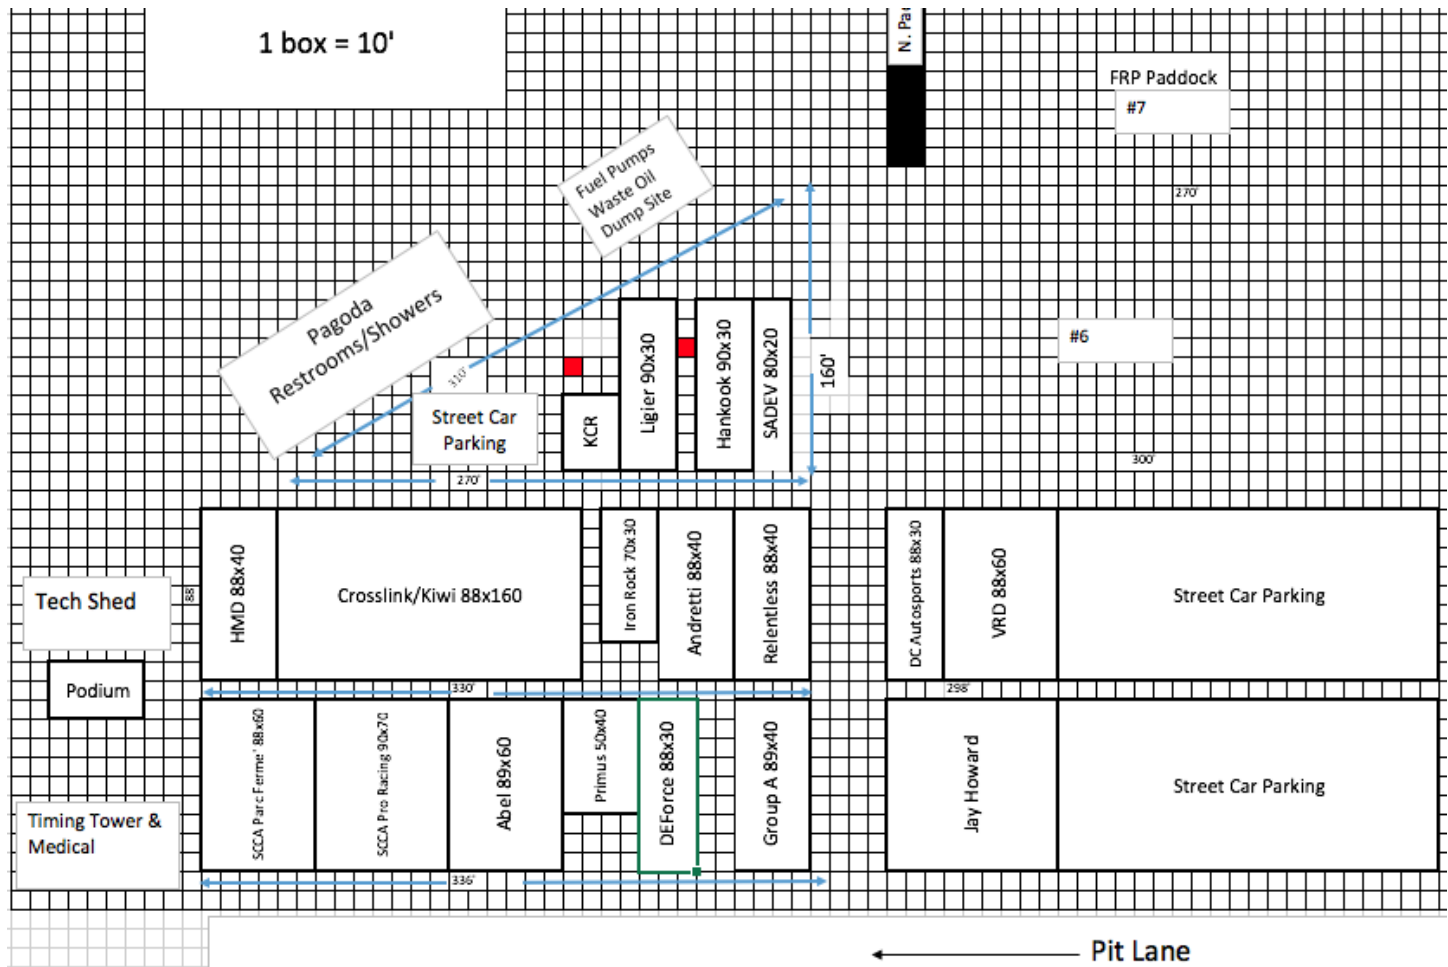 1 box = 10'
N. Pa
FRP Paddock
#7
Fuel Pumps
Waste Oil
Dump Site
270'
Pagoda
Restrooms/Showers
#6
310'
160'
Street Car
Parking
KCR
Ligier 90x30
Hankook 90x30
SADEV 80x20
300'
270'
Tech Shed
88'
HMD 88x40
Crosslink/Kiwi 88x160
Iron Rock 70x30
Andretti 88x40
Relentless 88x40
DC Autosports 88x30
VRD 88x60
Street Car Parking
Podium
330'
298'
SCCA Parc Ferme' 88x60
SCCA Pro Racing 90x70
Abel 89x60
Primus 50x40
DEForce 88x30
Group A 89x40
Jay Howard
Street Car Parking
Timing Tower &
Medical
336'
Pit Lane